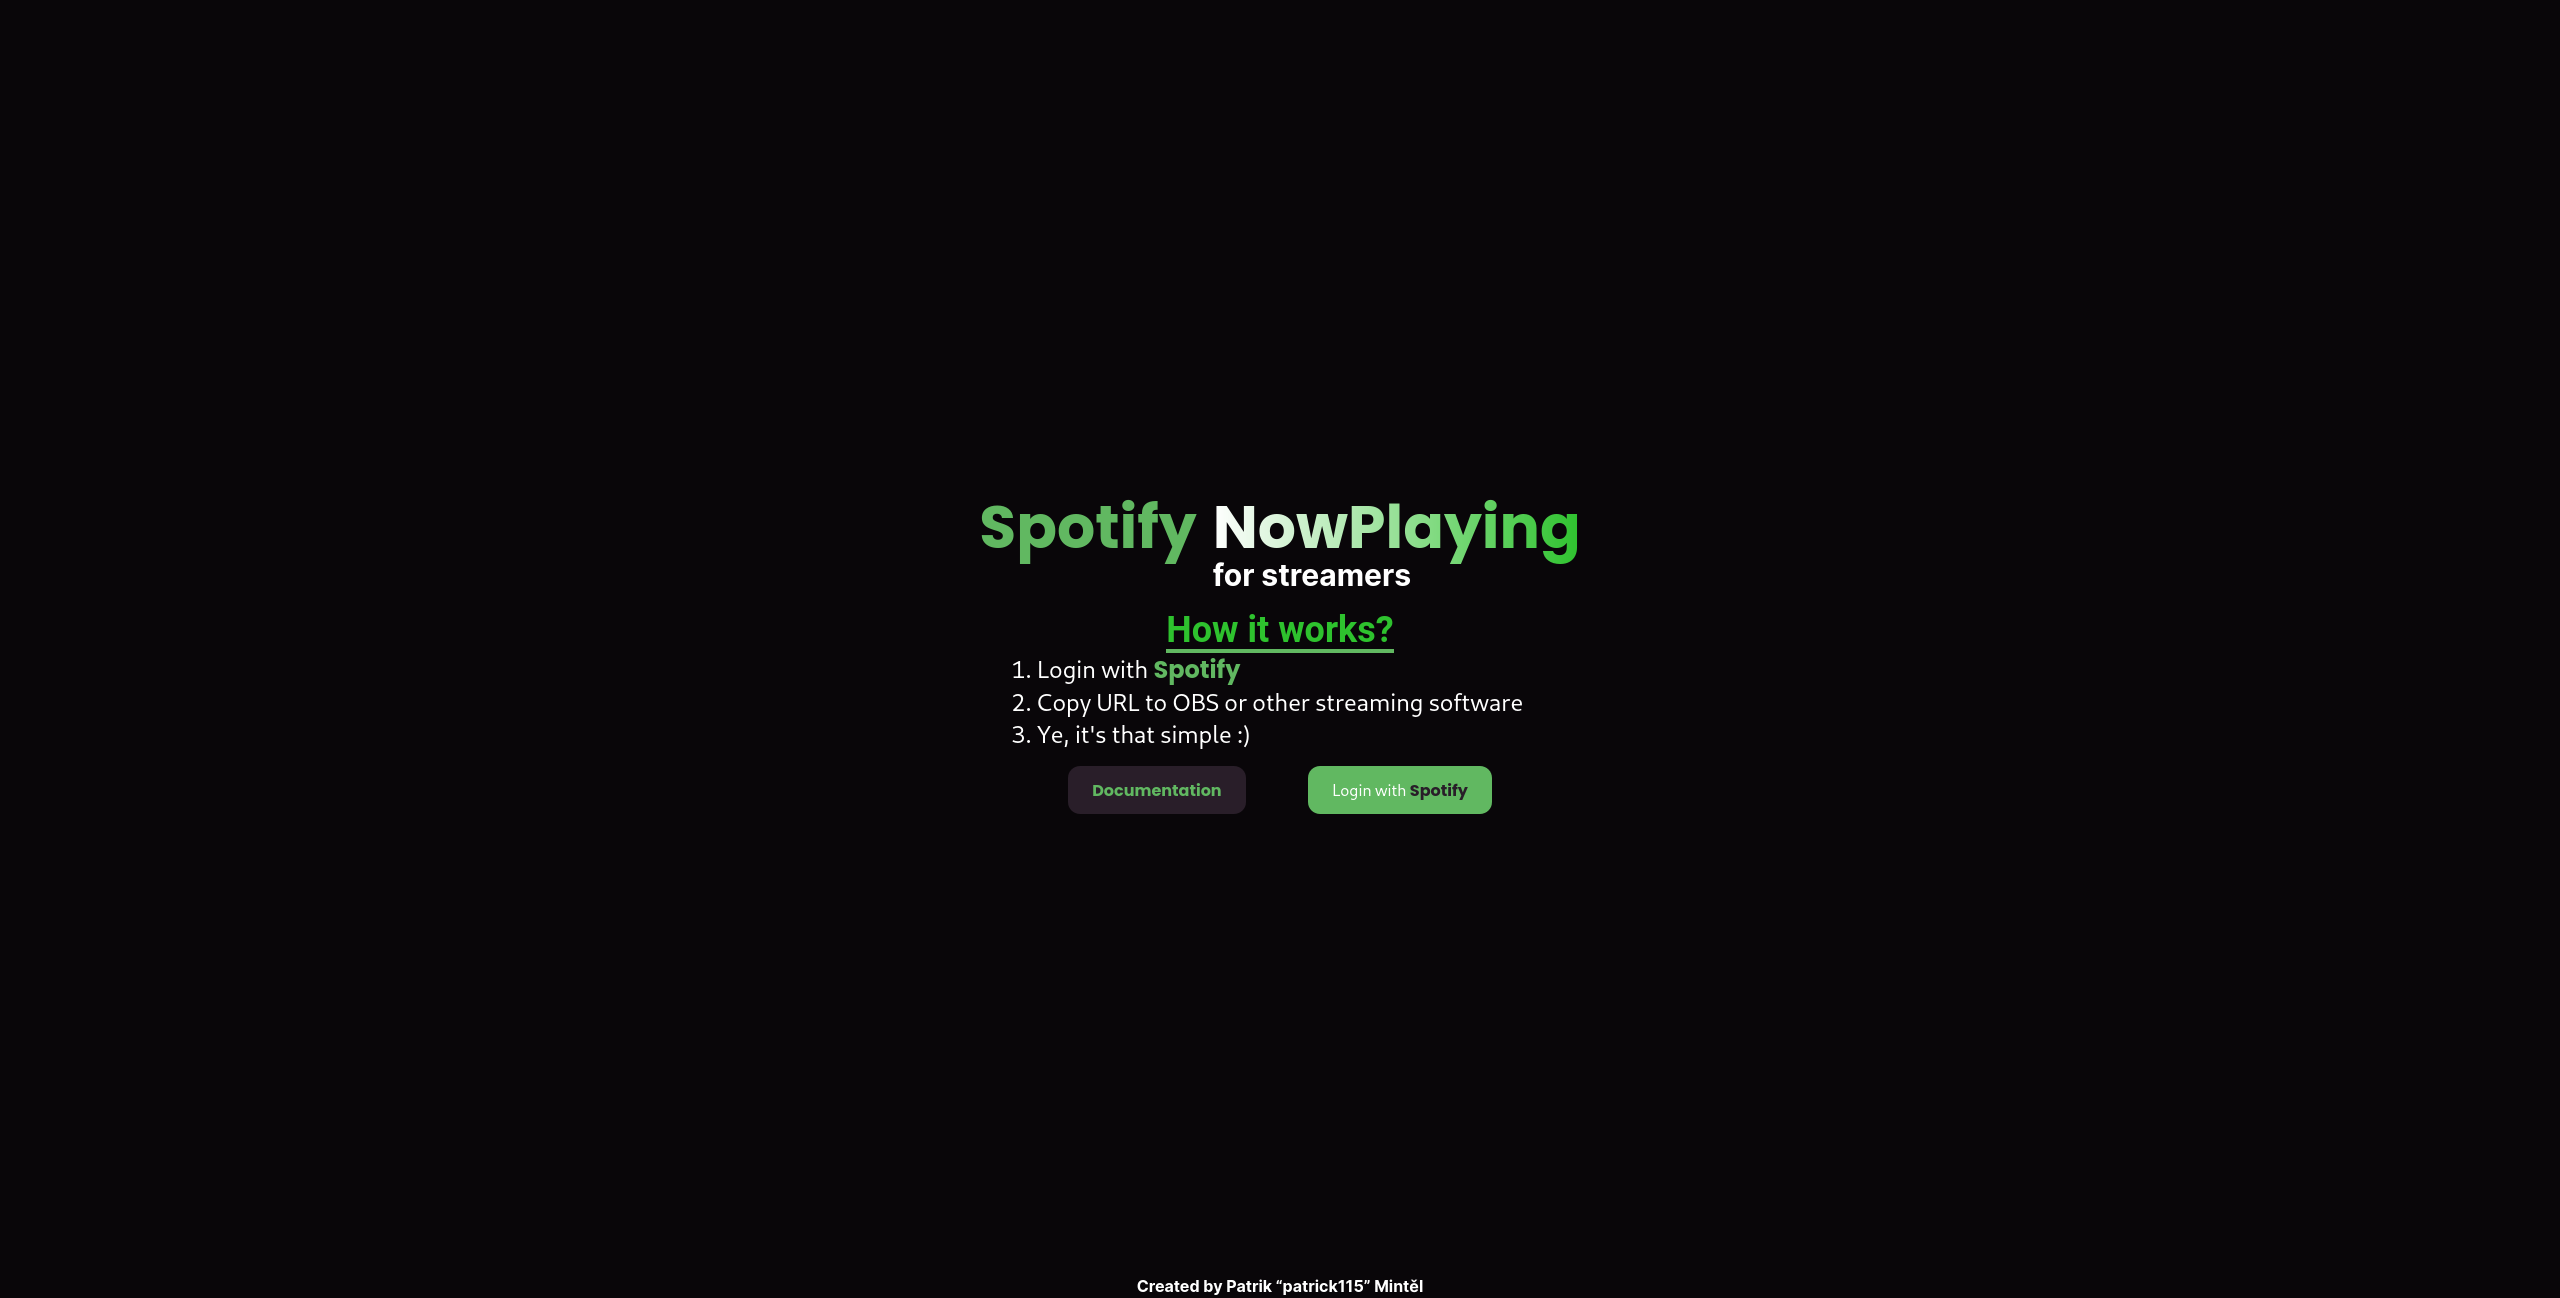 Spotify NowPlaying
for streamers
How it works?
1. Login with Spotify
2. Copy URL to OBS or other streaming software
3. Ye, it's that simple :)
Documentation
Login with Spotify
Created by Patrik “patrick115” Mintěl